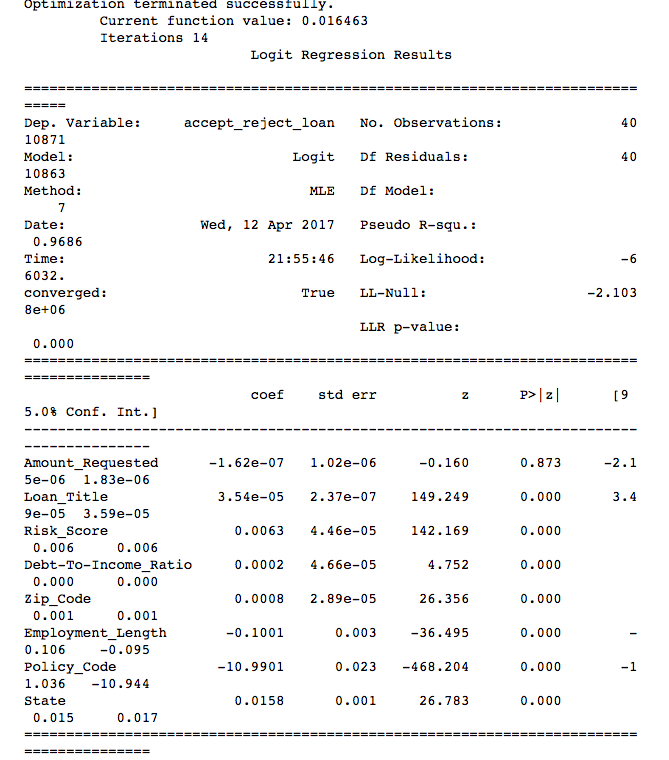 Optimization terminated successfully.
         Current function value: 0.016463
         Iterations 14
                            Logit Regression Results
==============================================================================
=====
Dep. Variable:     accept_reject_loan   No. Observations:               40
10871
Model:                          Logit   Df Residuals:                   40
10863
Method:                           MLE   Df Model:
    7
Date:                Wed, 12 Apr 2017   Pseudo R-squ.:
 0.9686
Time:                        21:55:46   Log-Likelihood:                 -6
6032.
converged:                       True   LL-Null:                    -2.103
8e+06
                                        LLR p-value:
 0.000
==============================================================================
===============
                            coef    std err          z      P>|z|      [9
5.0% Conf. Int.]
------------------------------------------------------------------------------
---------------
Amount_Requested      -1.62e-07   1.02e-06     -0.160      0.873     -2.1
5e-06  1.83e-06
Loan_Title             3.54e-05   2.37e-07    149.249      0.000      3.4
9e-05  3.59e-05
Risk_Score               0.0063   4.46e-05    142.169      0.000
 0.006     0.006
Debt-To-Income_Ratio     0.0002   4.66e-05      4.752      0.000
 0.000     0.000
Zip_Code                 0.0008   2.89e-05     26.356      0.000
 0.001     0.001
Employment_Length       -0.1001      0.003    -36.495      0.000        -
0.106    -0.095
Policy_Code            -10.9901      0.023   -468.204      0.000       -1
1.036   -10.944
State                    0.0158      0.001     26.783      0.000
 0.015     0.017
==============================================================================
===============